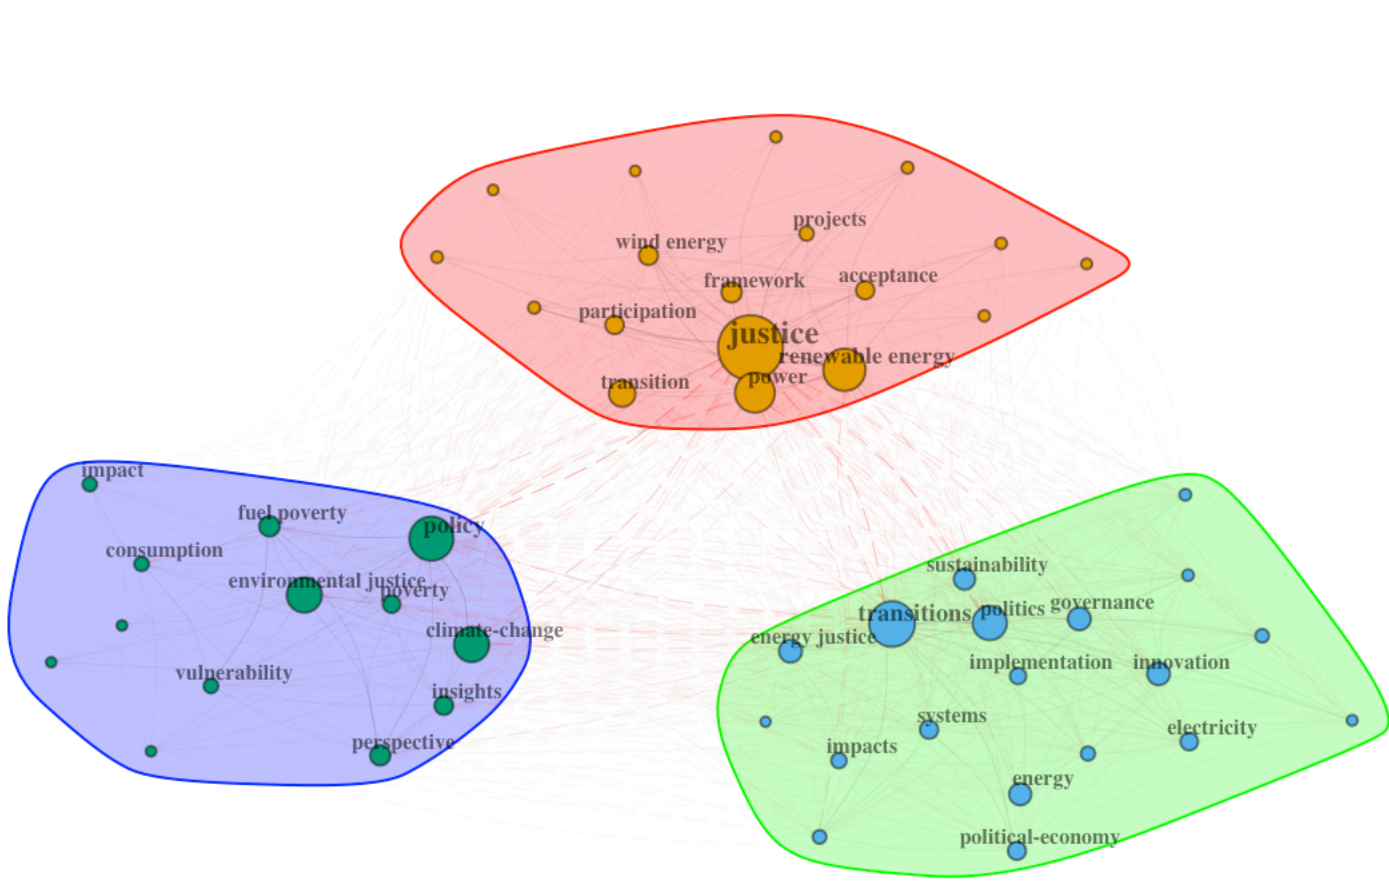 projects
wind energy
acceptance
framework
participation
justice
renewable energy
power
transition
impact
fuel poverty
policy
consumption
environmental justice
poverty
climate-change
vulnerability
insights
perspective
sustainability
transitions
politics
governance
energy justice
implementation
innovation
systems
electricity
impacts
energy
political-economy